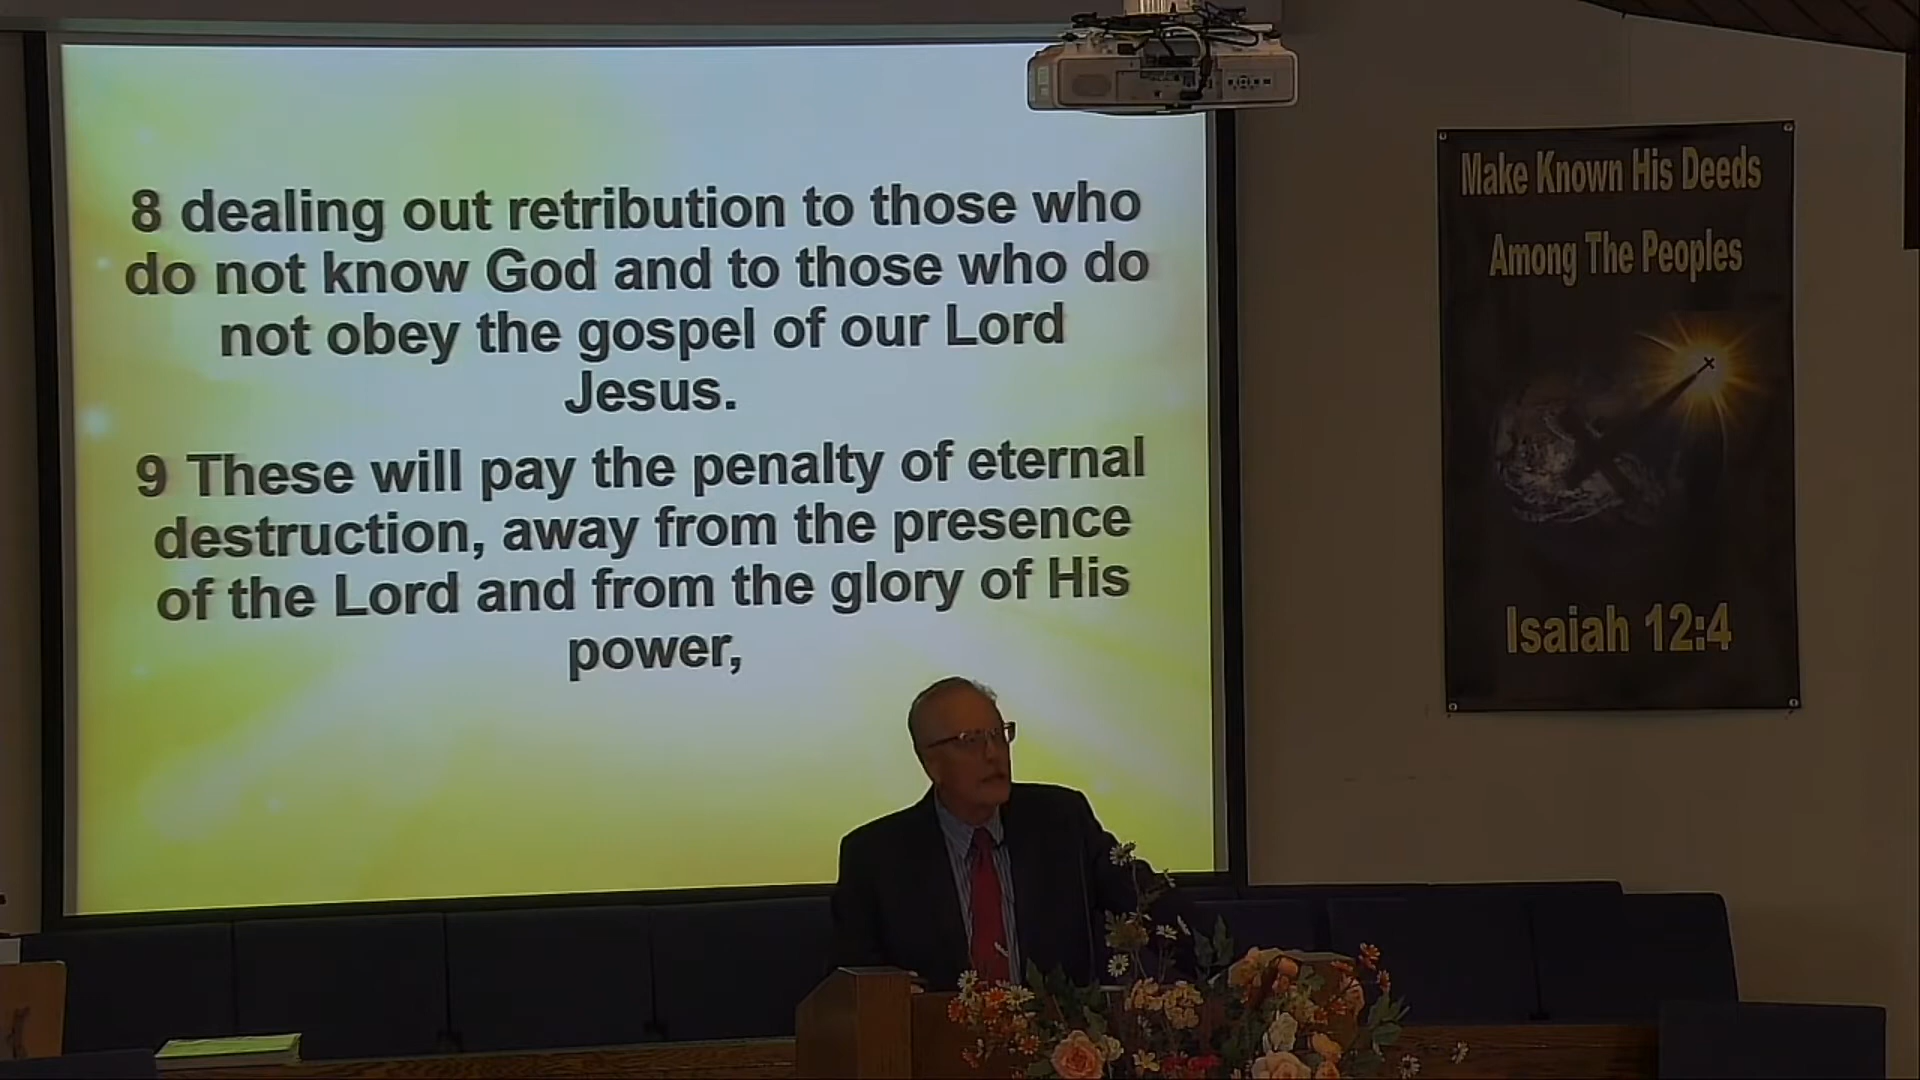 8 dealing out retribution to those who
do not know God and to those who do
not obey the gospel of our Lord
Jesus.
9 These will pay the penalty of eternal
destruction, away from the presence
of the Lord and from the glory of His
power,
Make Known His Deeds
Among The Peoples
Isaiah 12:4